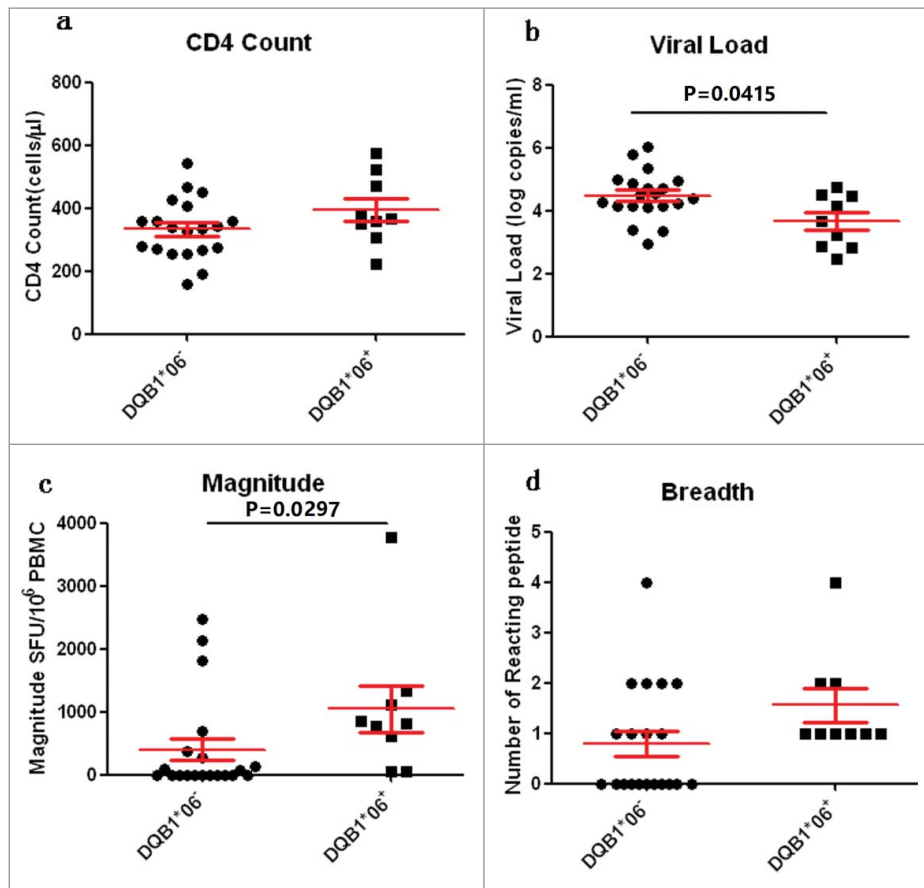 a
CD4 Count
CD4 Count(cells/μl)
800
600
400
200
0
DQB1*06-
DQB1*06+
b
Viral Load
P=0.0415
Viral Load (log copies/ml)
8
6
4
2
0
DQB1*06-
DQB1*06+
c
Magnitude
P=0.0297
Magnitude SFU/10⁶ PBMC
4000
3000
2000
1000
0
DQB1*06-
DQB1*06+
d
Breadth
Number of Reacting peptide
5
4
3
2
1
0
DQB1*06-
DQB1*06+